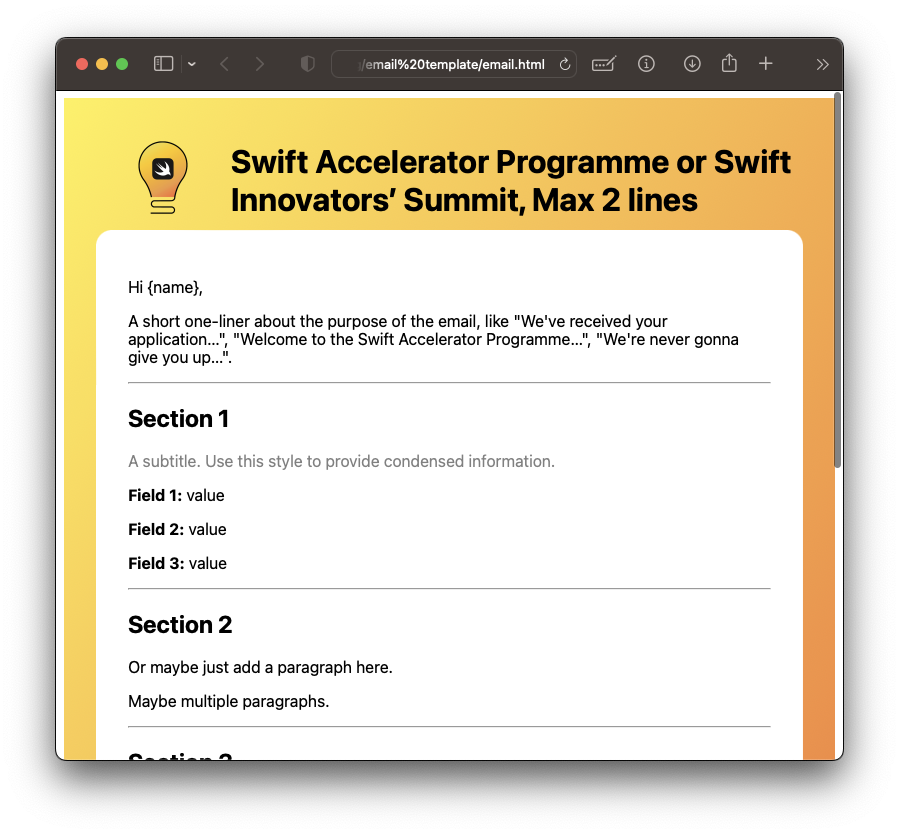 /email%20template/email.html
Swift Accelerator Programme or Swift
Innovators’ Summit, Max 2 lines
Hi {name},
A short one-liner about the purpose of the email, like "We've received your
application...", "Welcome to the Swift Accelerator Programme...", "We're never gonna
give you up...".
Section 1
A subtitle. Use this style to provide condensed information.
Field 1: value
Field 2: value
Field 3: value
Section 2
Or maybe just add a paragraph here.
Maybe multiple paragraphs.
Section 3